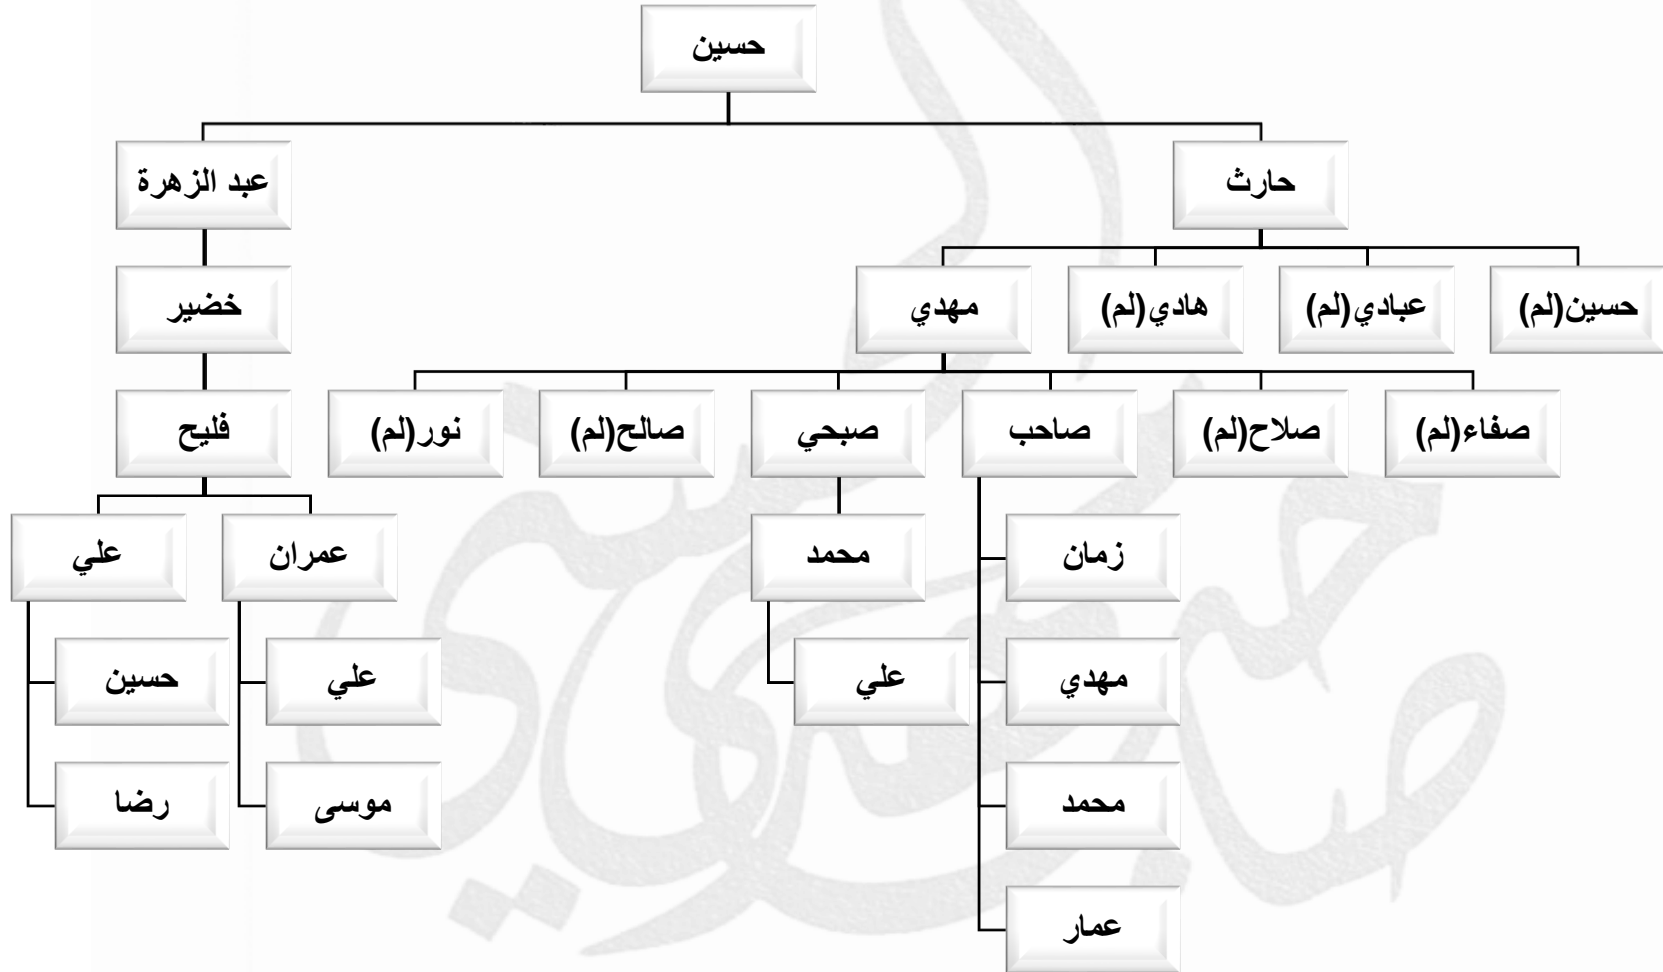 حسين
حارث
عبد الزهرة
حسين(لم)
عبادي(لم)
هادي(لم)
مهدي
خضير
صفاء(لم)
صلاح(لم)
صاحب
صبحي
صالح(لم)
نور(لم)
فليح
زمان
محمد
عمران
علي
مهدي
علي
علي
حسين
محمد
موسى
رضا
عمار